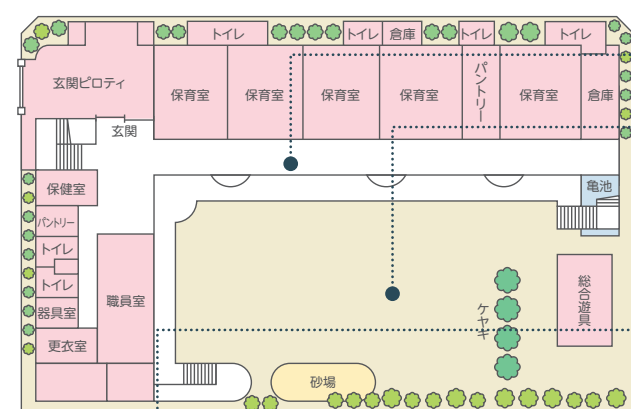 トイレ
トイレ
倉庫
トイレ
トイレ
玄関ピロティ
保育室
保育室
保育室
保育室
パントリー
保育室
倉庫
玄関
保健室
亀池
パントリー
トイレ
トイレ
職員室
器具室
更衣室
ケヤキ
総合遊具
砂場